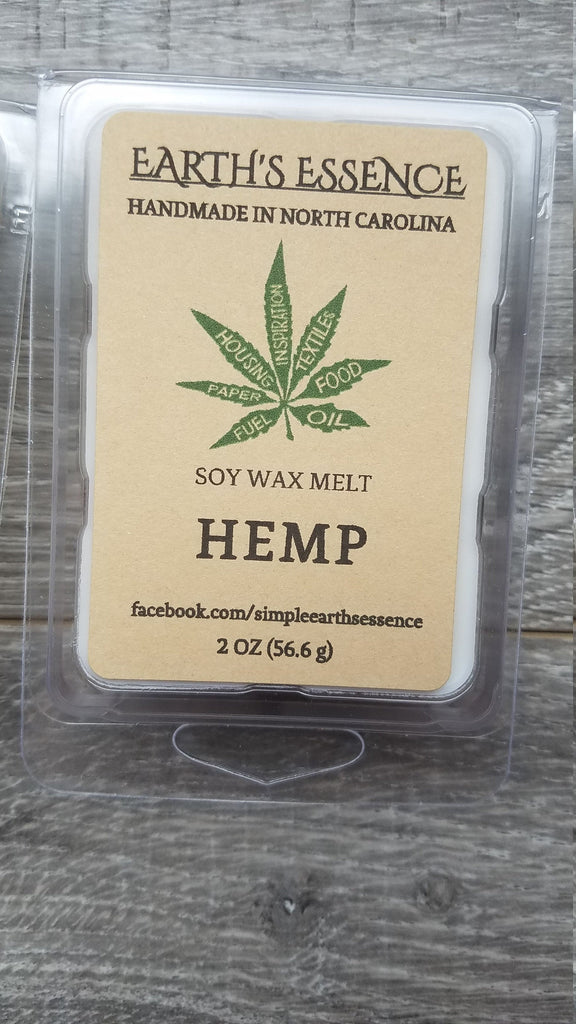 EARTH'S ESSENCE
HANDMADE IN NORTH CAROLINA
INSPIRATION
HOUSING
TEXTILES
PAPER
FOOD
FUEL
OIL
SOY WAX MELT
HEMP
facebook.com/simpleearthsessence
2 OZ (56.6 g)